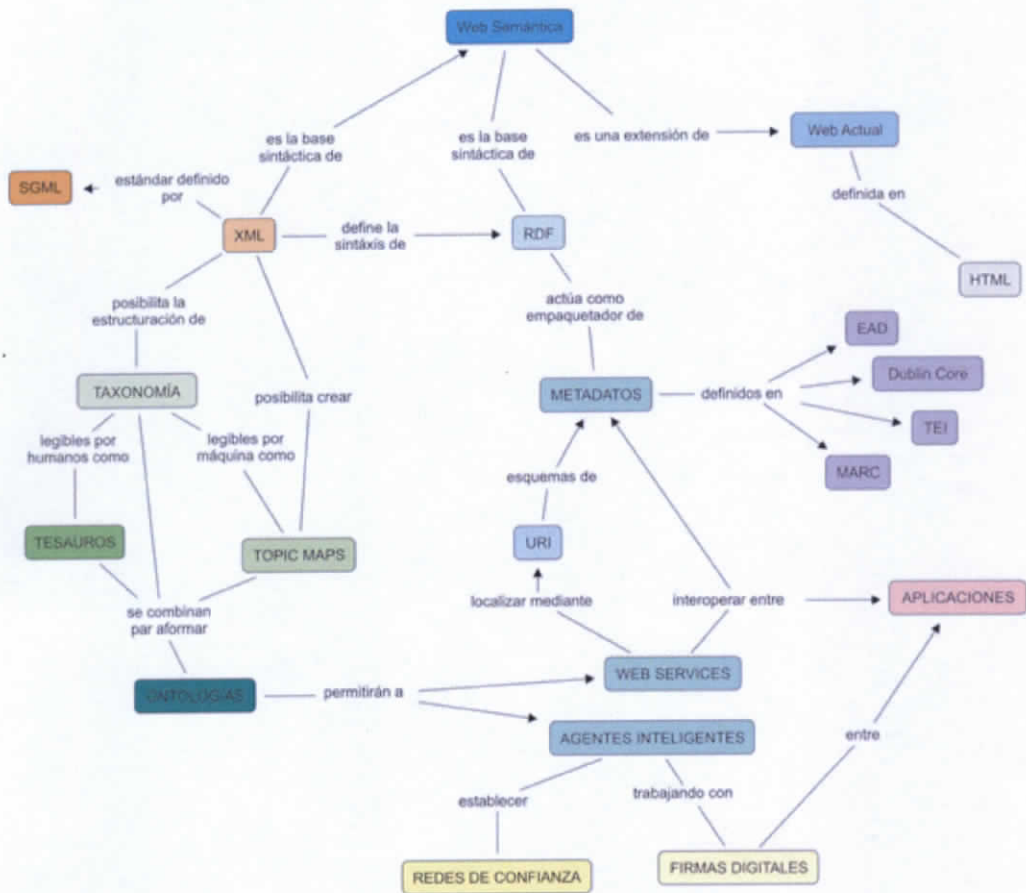 Web Semántica
es la base
sintáctica de
es la base
sintáctica de
es una extensión de
Web Actual
SGML
estándar definido
por
definida en
XML
define la
sintáxis de
RDF
HTML
posibilita la
estructuración de
actúa como
empaquetador de
EAD
Dublin Core
TAXONOMÍA
posibilita crear
METADATOS
definidos en
TEI
legibles por
humanos como
legibles por
máquina como
MARC
esquemas de
TESAUROS
TOPIC MAPS
URI
se combinan
par aformar
localizar mediante
interoperar entre
APLICACIONES
ONTOLOGÍAS
permitirán a
WEB SERVICES
AGENTES INTELIGENTES
entre
establecer
trabajando con
REDES DE CONFIANZA
FIRMAS DIGITALES